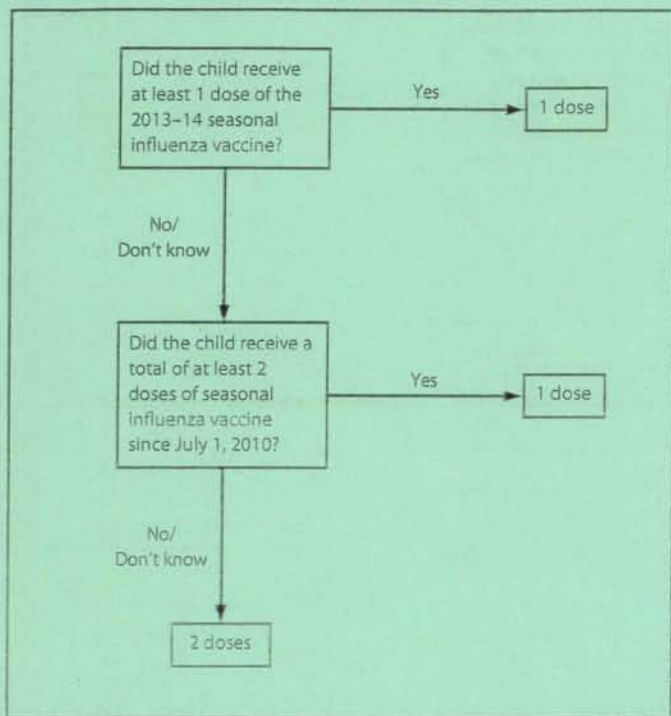 Did the child receive
at least 1 dose of the
2013–14 seasonal
influenza vaccine?
Yes
1 dose
No/
Don't know
Did the child receive a
total of at least 2
doses of seasonal
influenza vaccine
since July 1, 2010?
Yes
1 dose
No/
Don't know
2 doses